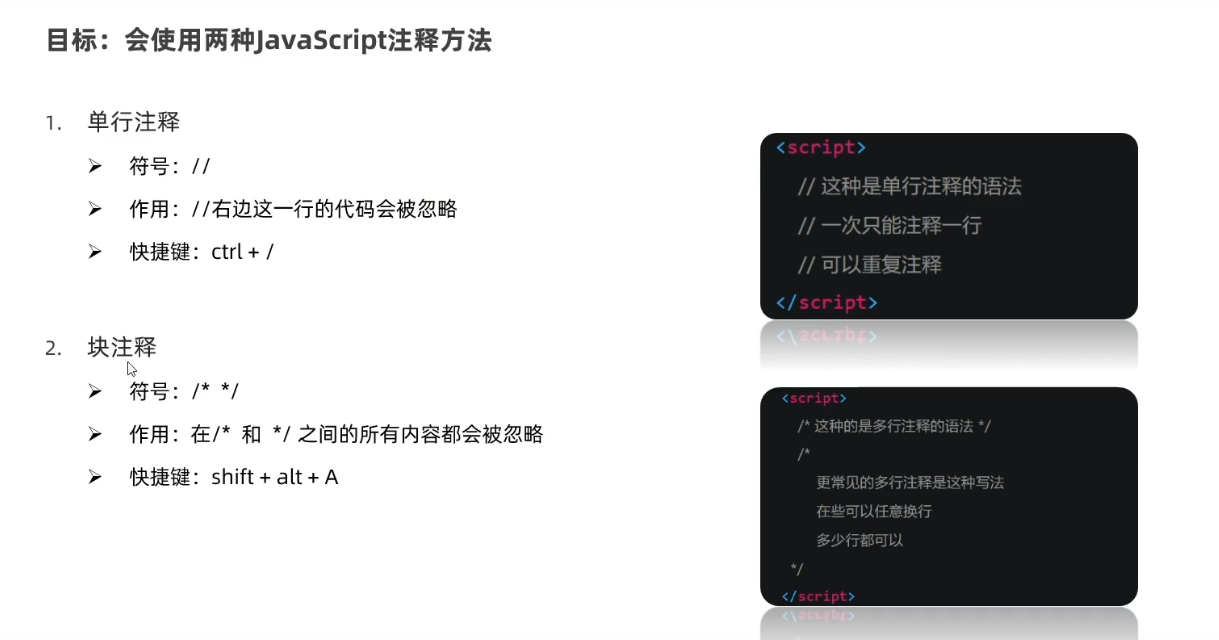 目标：会使用两种JavaScript注释方法
1. 单行注释
➢ 符号：//
➢ 作用：//右边这一行的代码会被忽略
➢ 快捷键：ctrl + /
2. 块注释
➢ 符号：/* */
➢ 作用：在/* 和 */ 之间的所有内容都会被忽略
➢ 快捷键：shift + alt + A
<script>
// 这种是单行注释的语法
// 一次只能注释一行
// 可以重复注释
</script>
<script>
/* 这种的是多行注释的语法 */
/*
更常见的多行注释是这种写法
在些可以任意换行
多少行都可以
*/
</script>